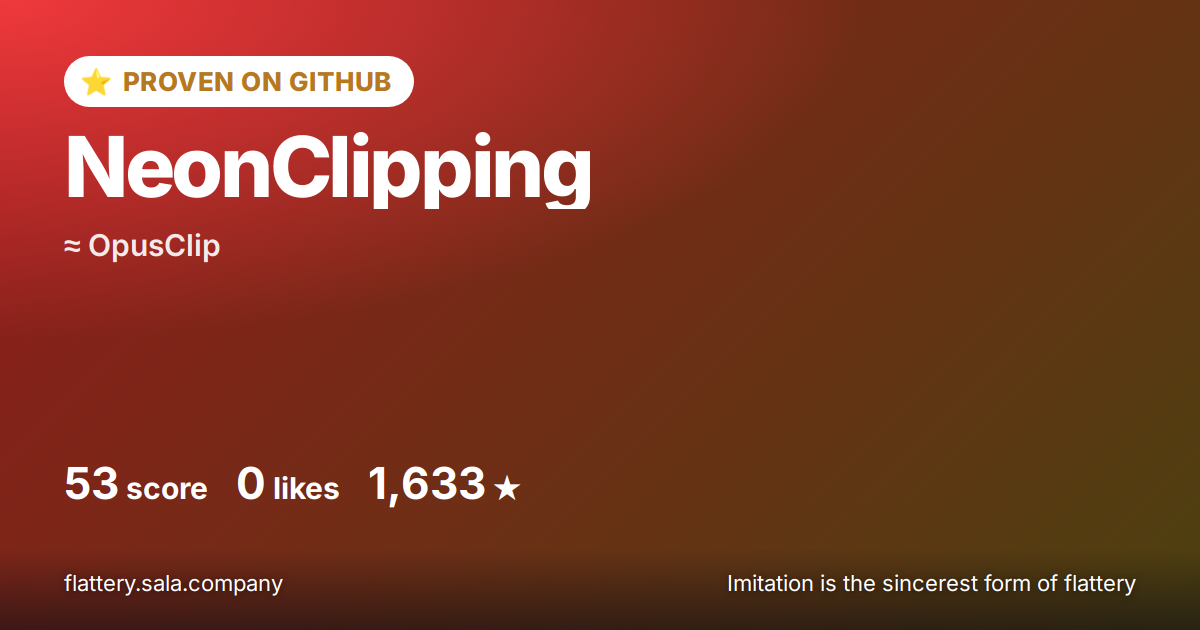 ⭐ PROVEN ON GITHUB
NeonClipping
≈ OpusClip
53 score 0 likes 1,633 ★
flattery.sala.company
Imitation is the sincerest form of flattery